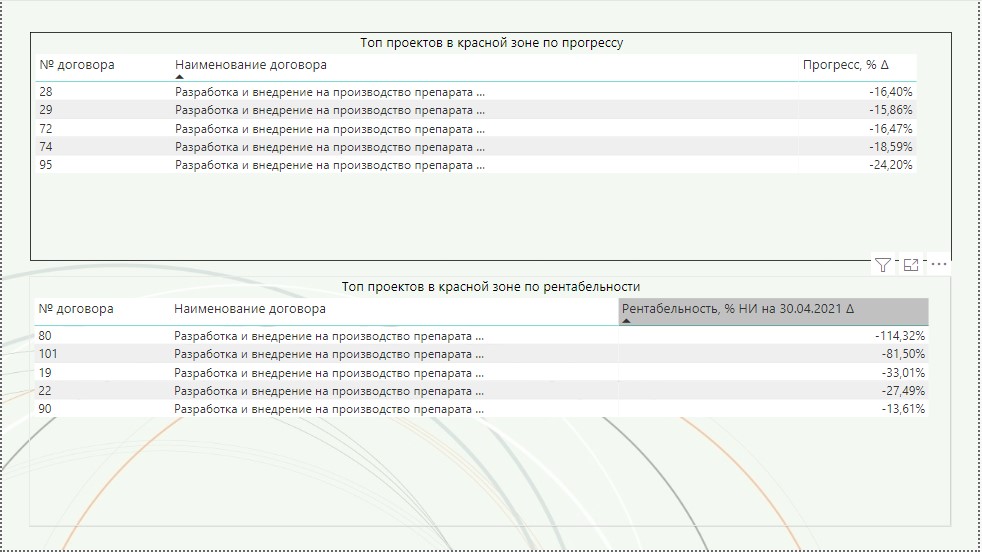 Топ проектов в красной зоне по прогрессу
№ договора Наименование договора Прогресс, % Δ
28 Разработка и внедрение на производство препарата ... -16,40%
29 Разработка и внедрение на производство препарата ... -15,86%
72 Разработка и внедрение на производство препарата ... -16,47%
74 Разработка и внедрение на производство препарата ... -18,59%
95 Разработка и внедрение на производство препарата ... -24,20%
Топ проектов в красной зоне по рентабельности
№ договора Наименование договора Рентабельность, % НИ на 30.04.2021 Δ
80 Разработка и внедрение на производство препарата ... -114,32%
101 Разработка и внедрение на производство препарата ... -81,50%
19 Разработка и внедрение на производство препарата ... -33,01%
22 Разработка и внедрение на производство препарата ... -27,49%
90 Разработка и внедрение на производство препарата ... -13,61%